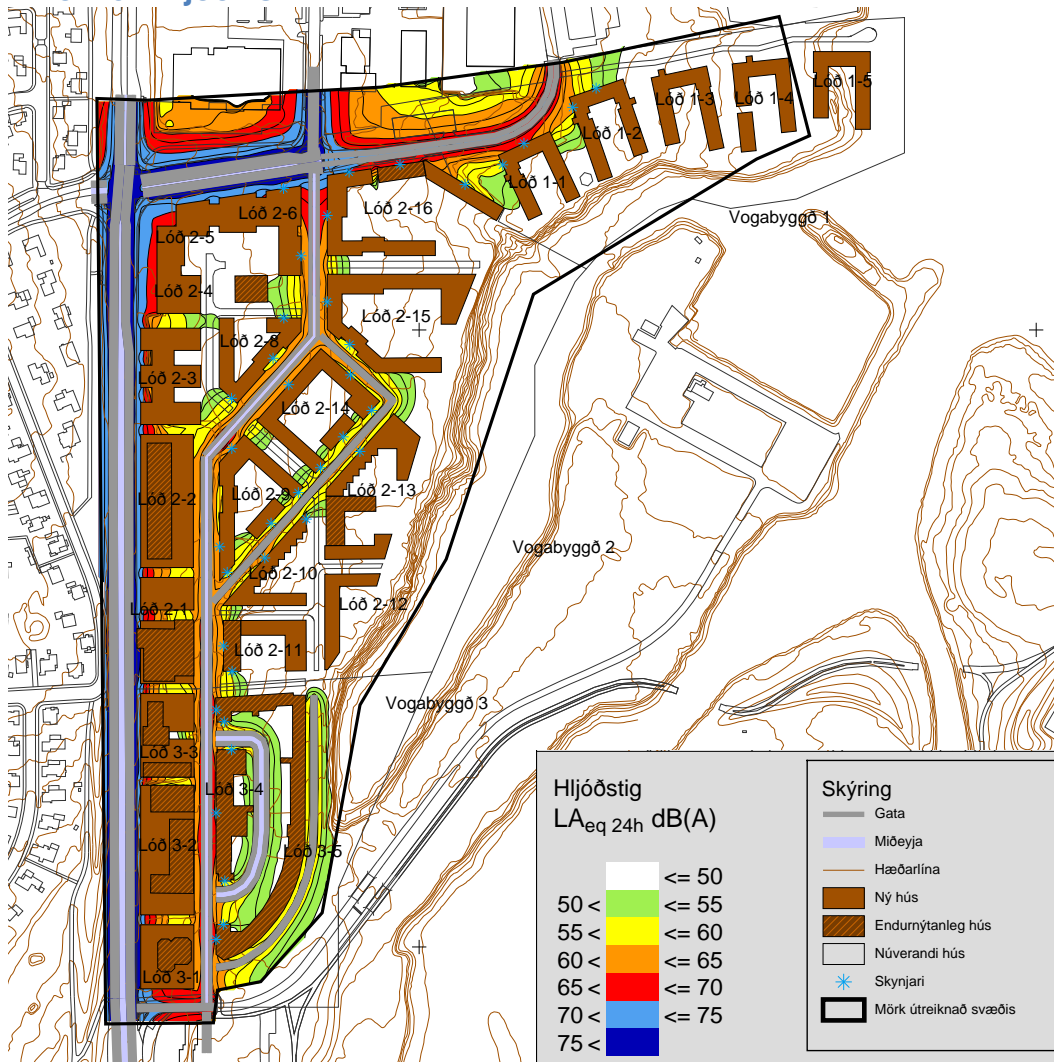 Lóð 1-5
Lóð 1-3
Lóð 1-4
Lóð 1-2
Lóð 1-1
Lóð 2-16
Lóð 2-6
Lóð 2-5
Vogabyggð 1
Lóð 2-4
Lóð 2-15
Lóð 2-8
Lóð 2-3
Lóð 2-14
Lóð 2-13
Lóð 2-9
Lóð 2-2
Vogabyggð 2
Lóð 2-10
Lóð 2-12
Lóð 2-1
Lóð 2-11
Vogabyggð 3
Lóð 3-3
Lóð 3-4
Lóð 3-2
Lóð 3-5
Lóð 3-1
Hljóðstig
LAeq 24h dB(A)
<= 50
50 < <= 55
55 < <= 60
60 < <= 65
65 < <= 70
70 < <= 75
75 <
Skýring
Gata
Miðeyja
Hæðarlína
Ný hús
Endurnýtanleg hús
Núverandi hús
Skynjari
Mörk útreiknað svæðis